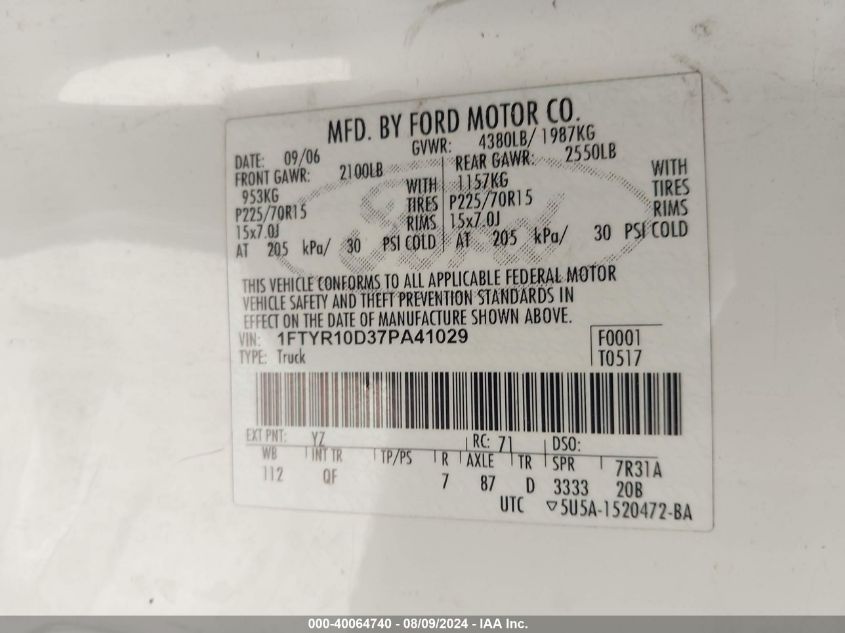 MFD. BY FORD MOTOR CO.
DATE: 09/06 GVWR: 4380LB/ 1987KG
FRONT GAWR: 2100LB REAR GAWR: 2550LB
953KG WITH 1157KG WITH
P225/70R15 TIRES P225/70R15 TIRES
15x7.0J RIMS 15x7.0J RIMS
AT 205 kPa/ 30 PSI COLD AT 205 kPa/ 30 PSI COLD
Ford
THIS VEHICLE CONFORMS TO ALL APPLICABLE FEDERAL MOTOR
VEHICLE SAFETY AND THEFT PREVENTION STANDARDS IN
EFFECT ON THE DATE OF MANUFACTURE SHOWN ABOVE.
VIN: 1FTYR10D37PA41029 F0001
TYPE: Truck T0517
EXT PNT: YZ RC: 71 DSO:
WB INT TR TP/PS R AXLE TR SPR 7R31A
112 QF 7 87 D 3333 20B
UTC ▽5U5A-1520472-BA
000-40064740 - 08/09/2024 - IAA Inc.